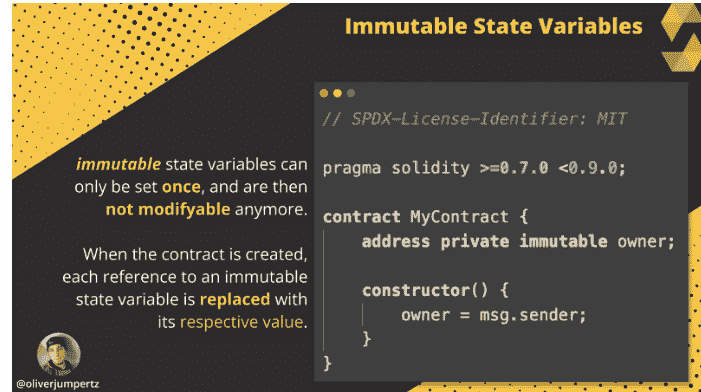 Immutable State Variables
immutable state variables can
only be set once, and are then
not modifyable anymore.
When the contract is created,
each reference to an immutable
state variable is replaced with
its respective value.
@oliverjumpertz
// SPDX-License-Identifier: MIT
pragma solidity >=0.7.0 <0.9.0;
contract MyContract {
    address private immutable owner;
    constructor() {
        owner = msg.sender;
    }
}